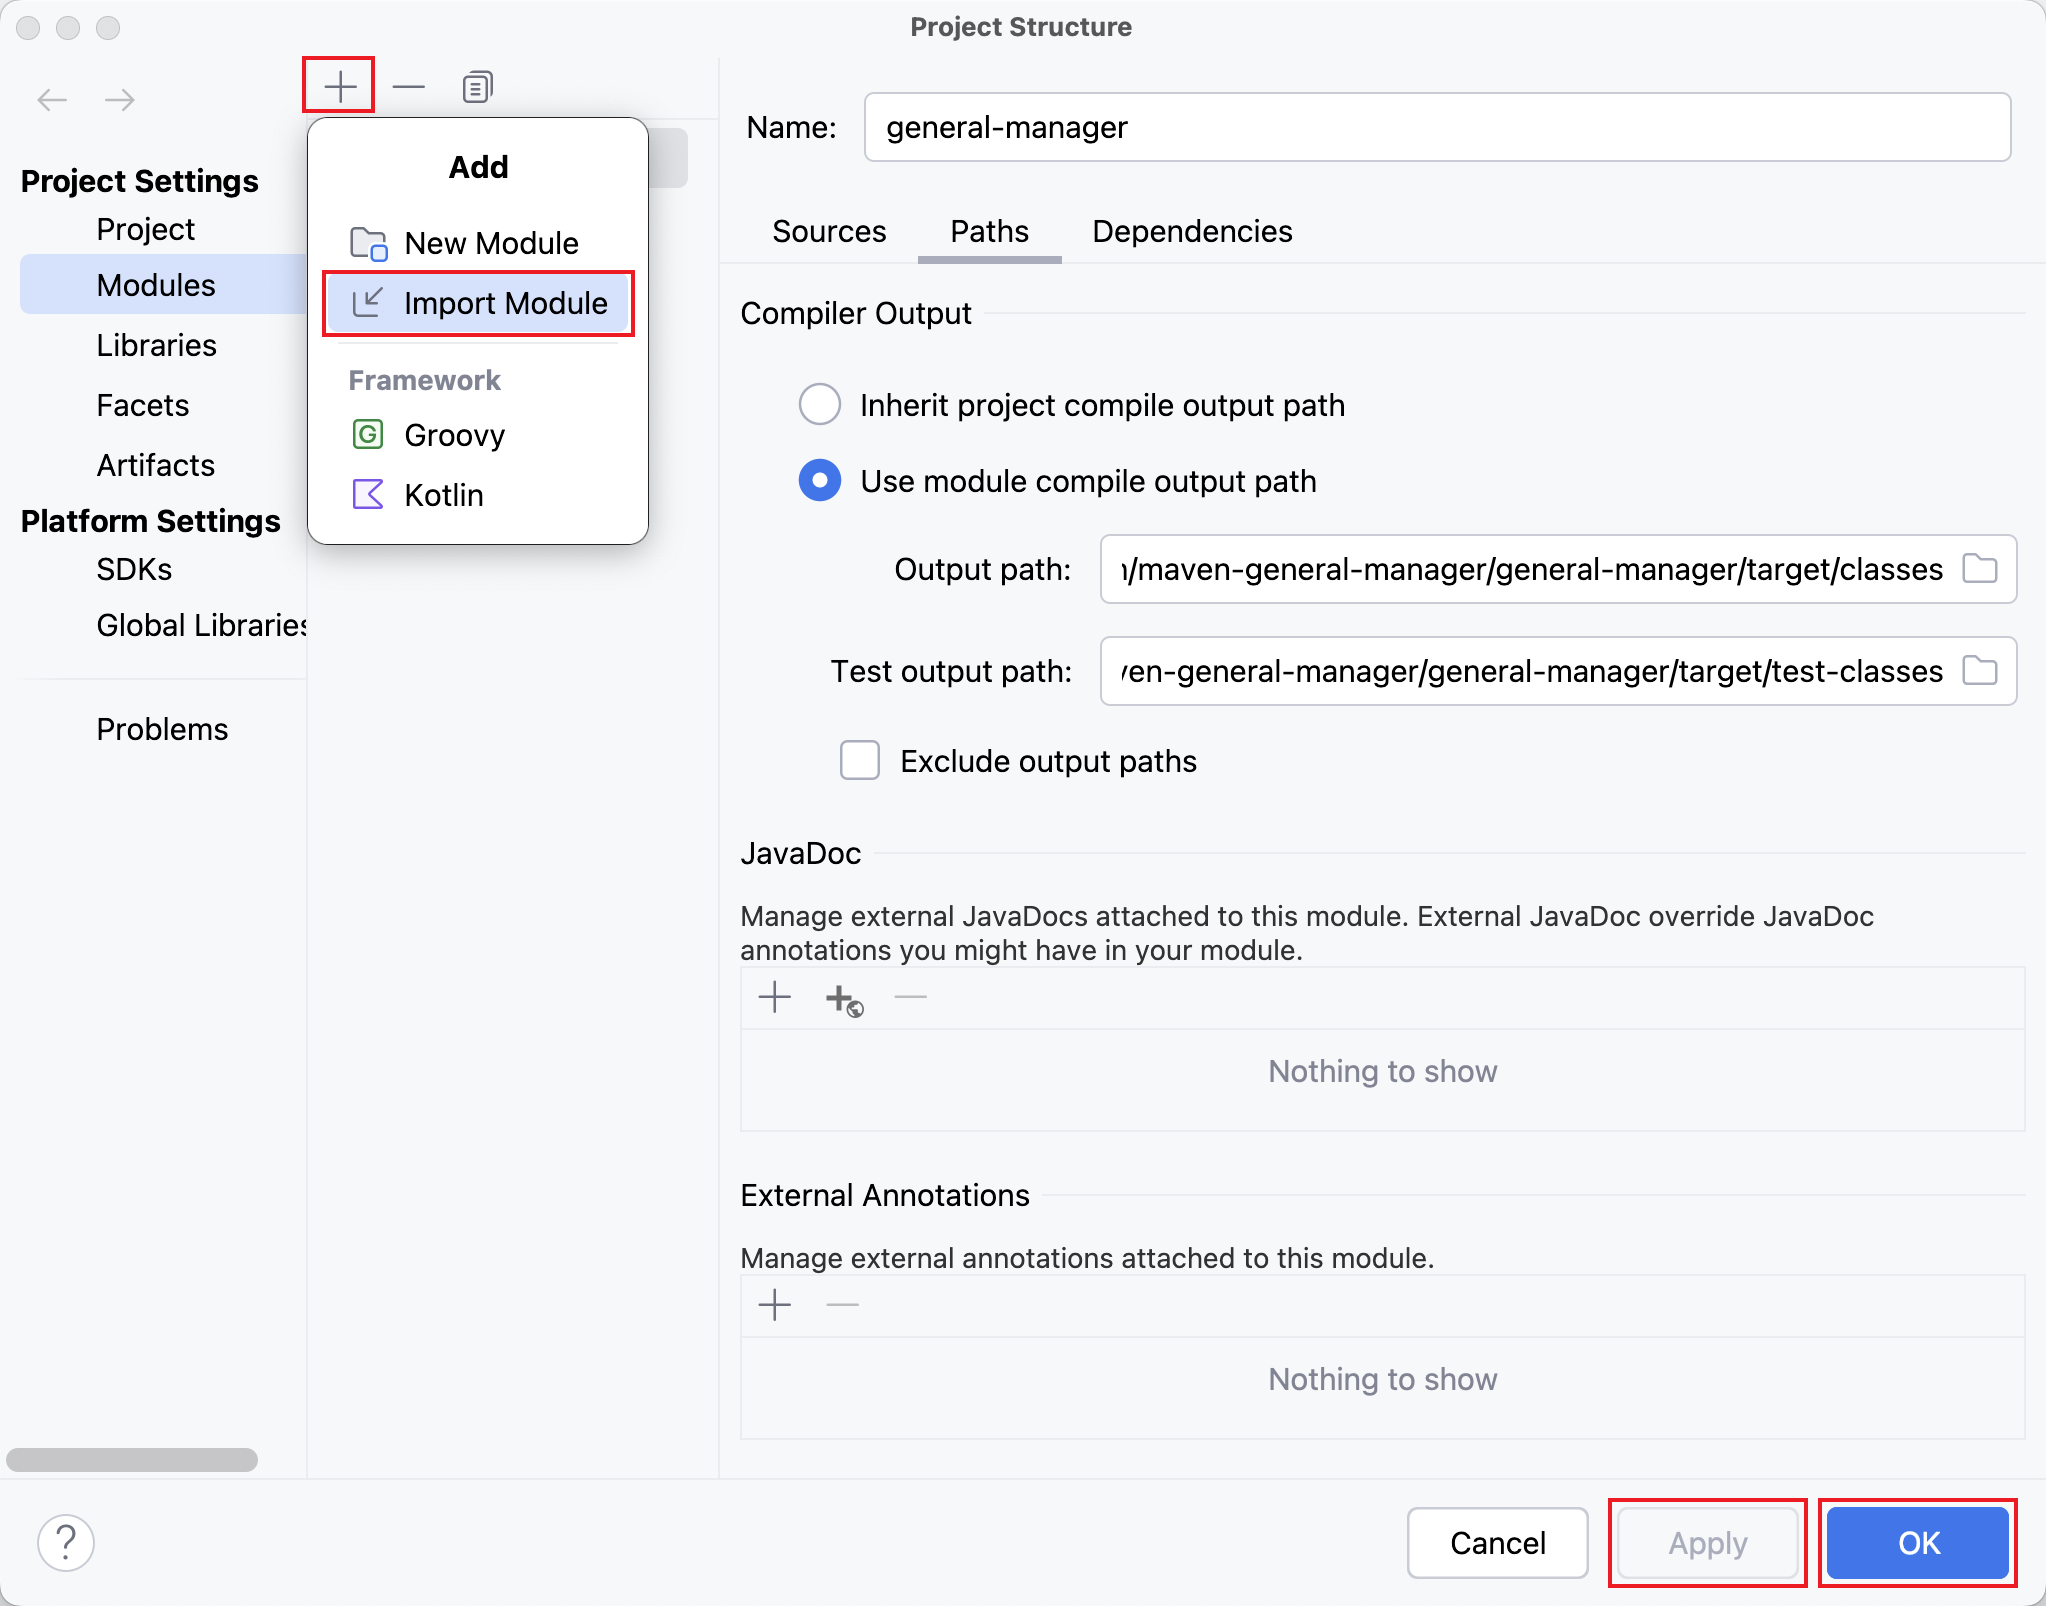 Project Structure
Project Settings
Project
Modules
Libraries
Facets
Artifacts
Platform Settings
SDKs
Global Libraries
Problems
Add
New Module
Import Module
Framework
G Groovy
Kotlin
Name: general-manager
Sources Paths Dependencies
Compiler Output
Inherit project compile output path
Use module compile output path
Output path: /maven-general-manager/general-manager/target/classes
Test output path: ven-general-manager/general-manager/target/test-classes
Exclude output paths
JavaDoc
Manage external JavaDocs attached to this module. External JavaDoc override JavaDoc
annotations you might have in your module.
Nothing to show
External Annotations
Manage external annotations attached to this module.
Nothing to show
? Cancel Apply OK